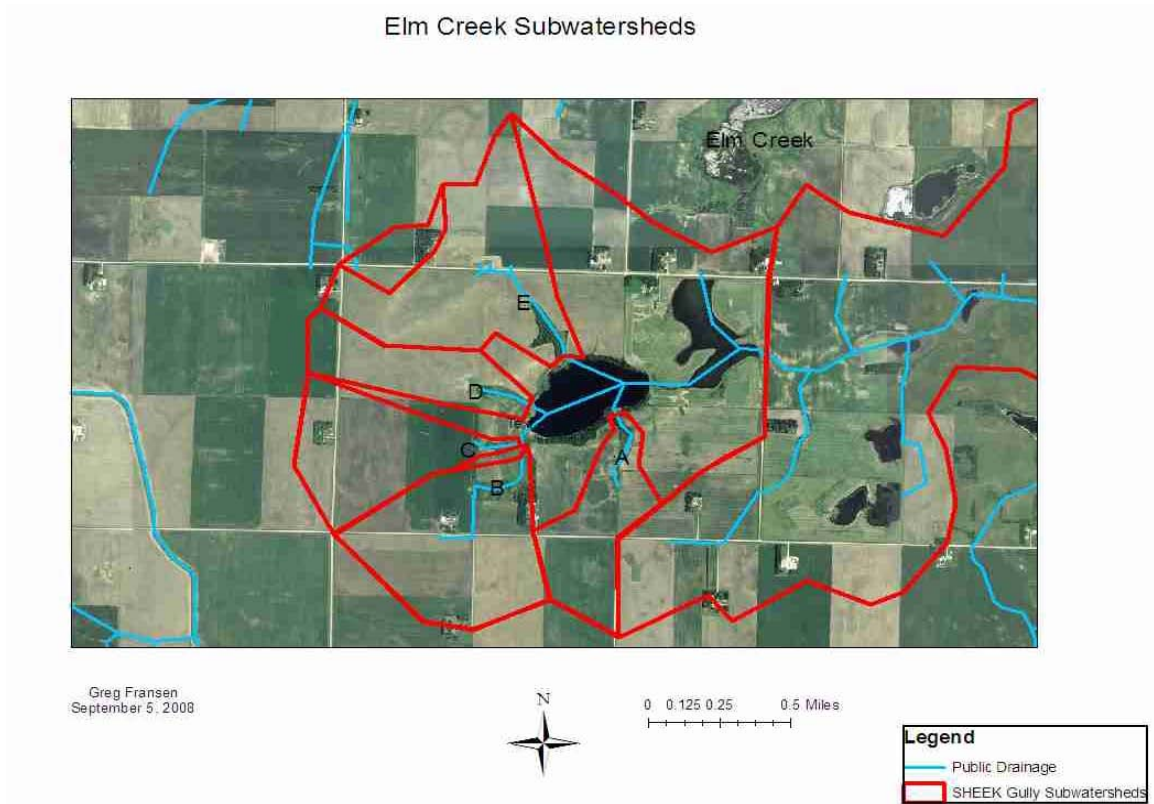 Elm Creek Subwatersheds
Elm Creek
E
D
C
A
B
Greg Fransen
September 5, 2008
N
0 0.125 0.25 0.5 Miles
Legend
Public Drainage
SHEEK Gully Subwatersheds